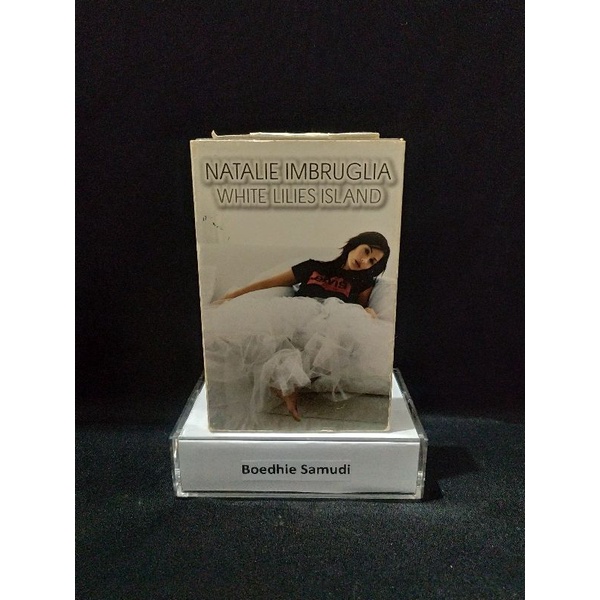 NATALIE IMBRUGLIA
WHITE LILIES ISLAND
Boedhie Samudi